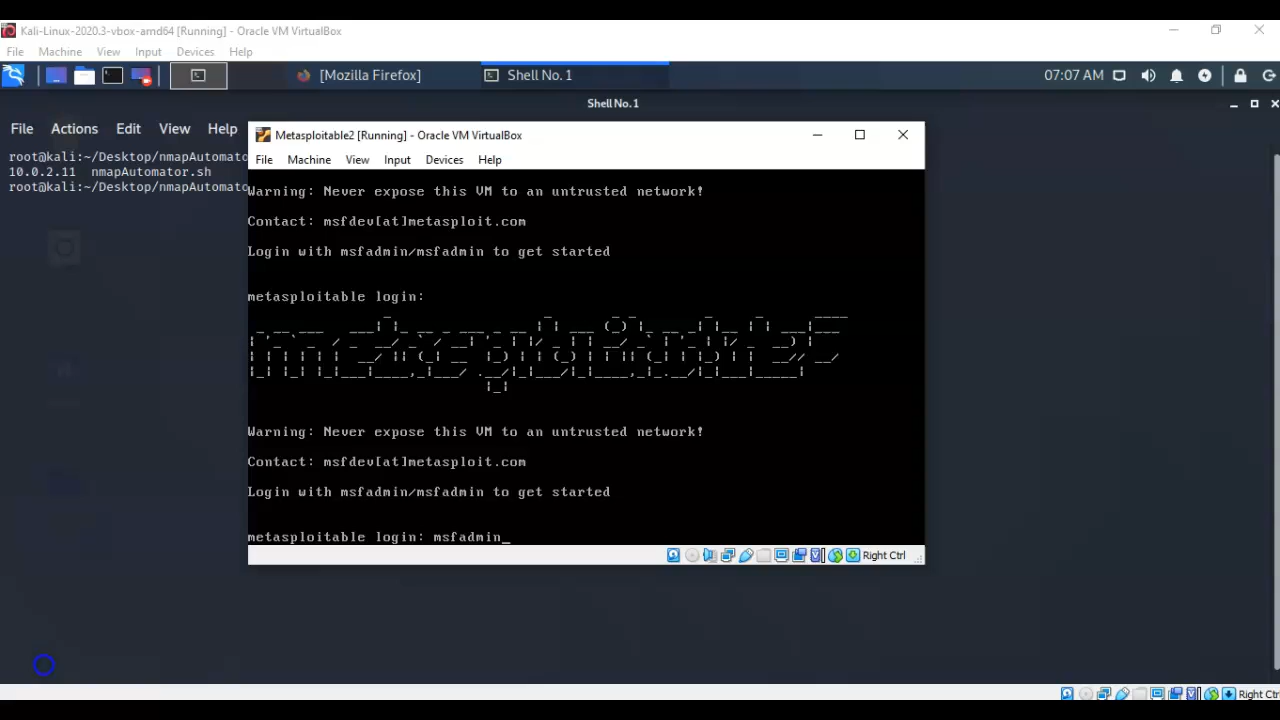 Kali-Linux-2020.3-vbox-amd64 [Running] - Oracle VM VirtualBox
File Machine View Input Devices Help
[Mozilla Firefox] Shell No. 1 07:07 AM
Shell No. 1
File Actions Edit View Help
root@kali:~/Desktop/nmapAutomato
10.0.2.11 nmapAutomator.sh
root@kali:~/Desktop/nmapAutomato
Metasploitable2 [Running] - Oracle VM VirtualBox
File Machine View Input Devices Help
Warning: Never expose this VM to an untrusted network!
Contact: msfdev[at]metasploit.com
Login with msfadmin/msfadmin to get started
metasploitable login:
metasploitable2
Warning: Never expose this VM to an untrusted network!
Contact: msfdev[at]metasploit.com
Login with msfadmin/msfadmin to get started
metasploitable login: msfadmin_
Right Ctrl
Right Ctr